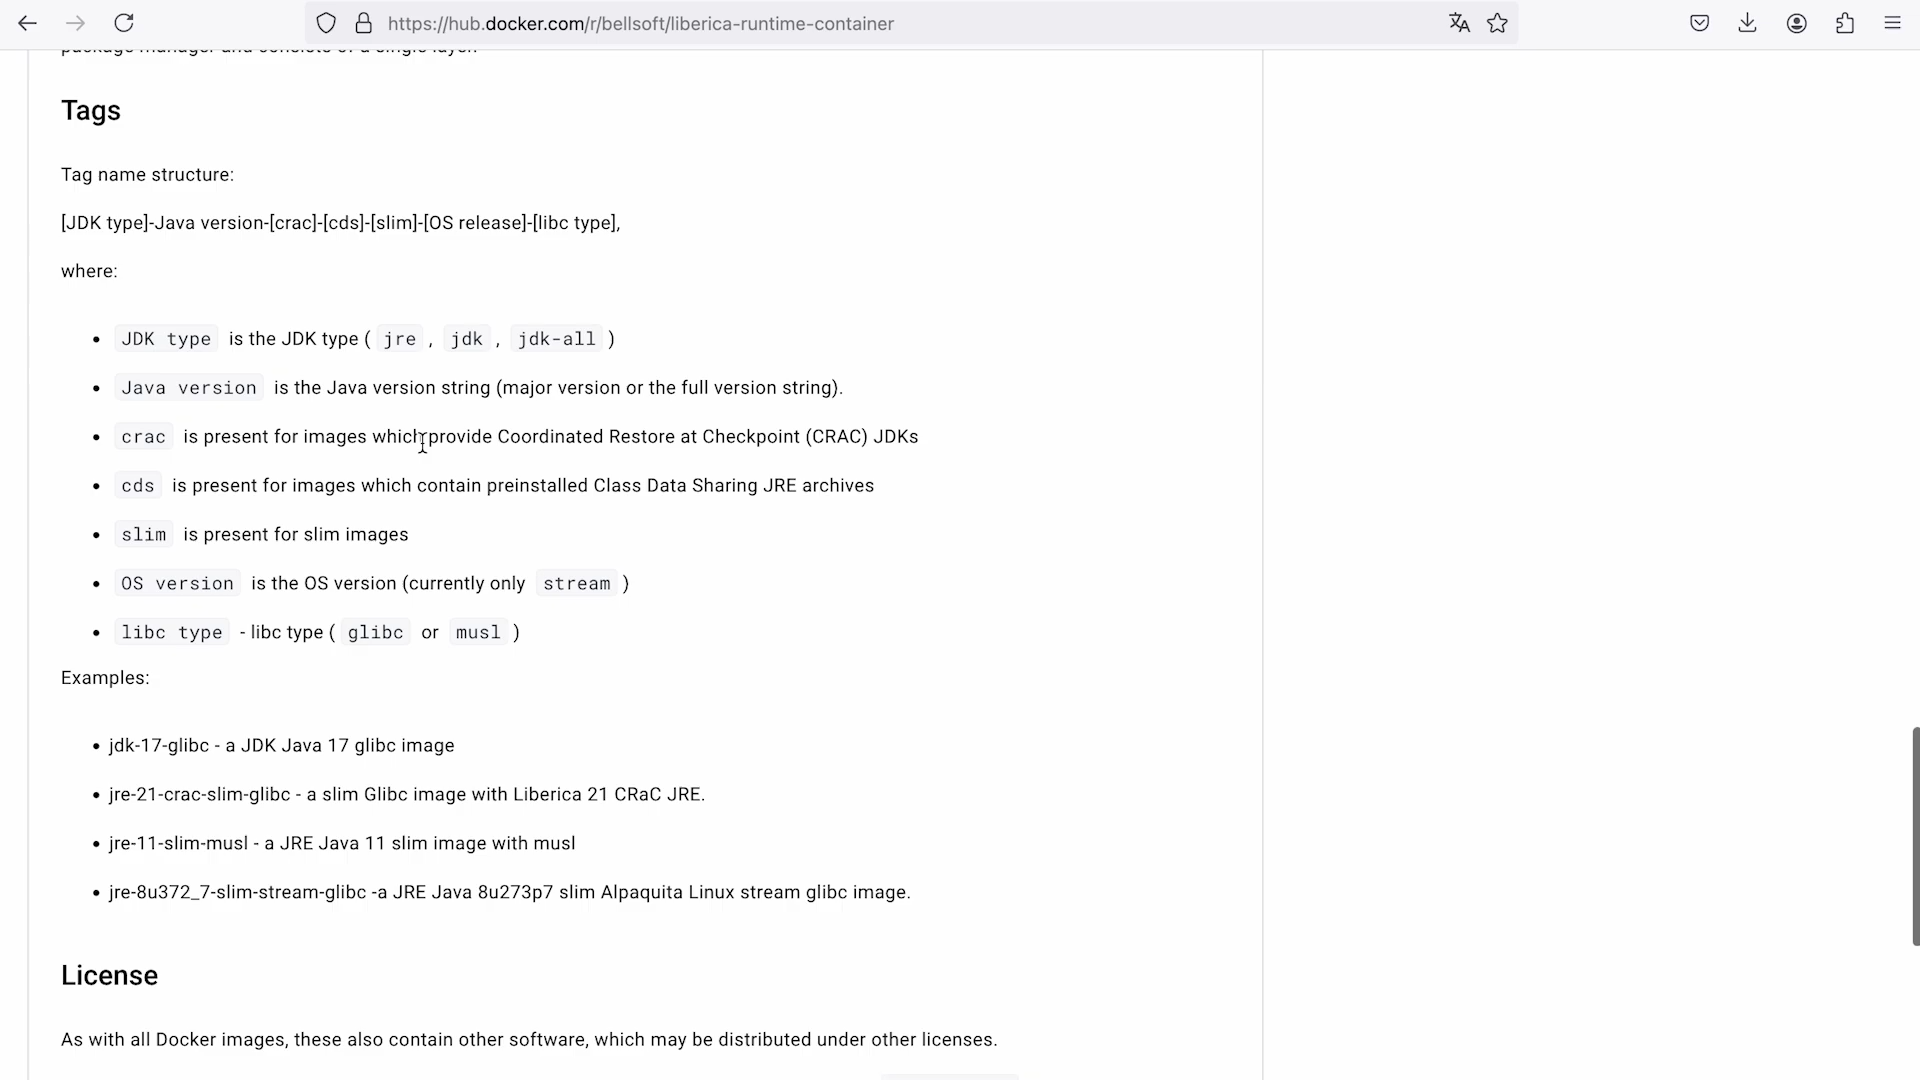 https://hub.docker.com/r/bellsoft/liberica-runtime-container
package manager and consists of a single layer.
Tags
Tag name structure:
[JDK type]-Java version-[crac]-[cds]-[slim]-[OS release]-[libc type],
where:
• JDK type is the JDK type ( jre , jdk , jdk-all )
• Java version is the Java version string (major version or the full version string).
• crac is present for images which provide Coordinated Restore at Checkpoint (CRAC) JDKs
• cds is present for images which contain preinstalled Class Data Sharing JRE archives
• slim is present for slim images
• OS version is the OS version (currently only stream )
• libc type - libc type ( glibc or musl )
Examples:
• jdk-17-glibc - a JDK Java 17 glibc image
• jre-21-crac-slim-glibc - a slim Glibc image with Liberica 21 CRaC JRE.
• jre-11-slim-musl - a JRE Java 11 slim image with musl
• jre-8u372_7-slim-stream-glibc -a JRE Java 8u273p7 slim Alpaquita Linux stream glibc image.
License
As with all Docker images, these also contain other software, which may be distributed under other licenses.